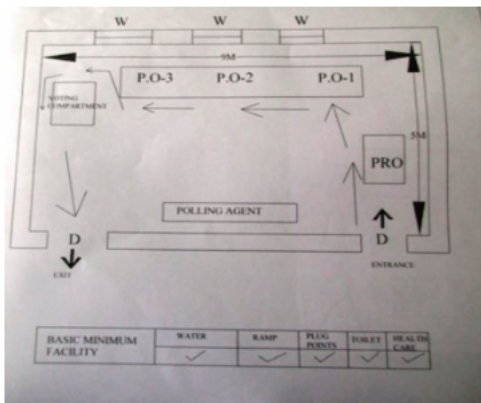 W W W
9M
P.O-3 P.O-2 P.O-1
VOTING
COMPARTMENT
5M
PRO
POLLING AGENT
D D
EXIT
ENTRANCE
BASIC MINIMUM
FACILITY
WATER RAMP PLUG
POINTS TOILET HEALTH
CARE